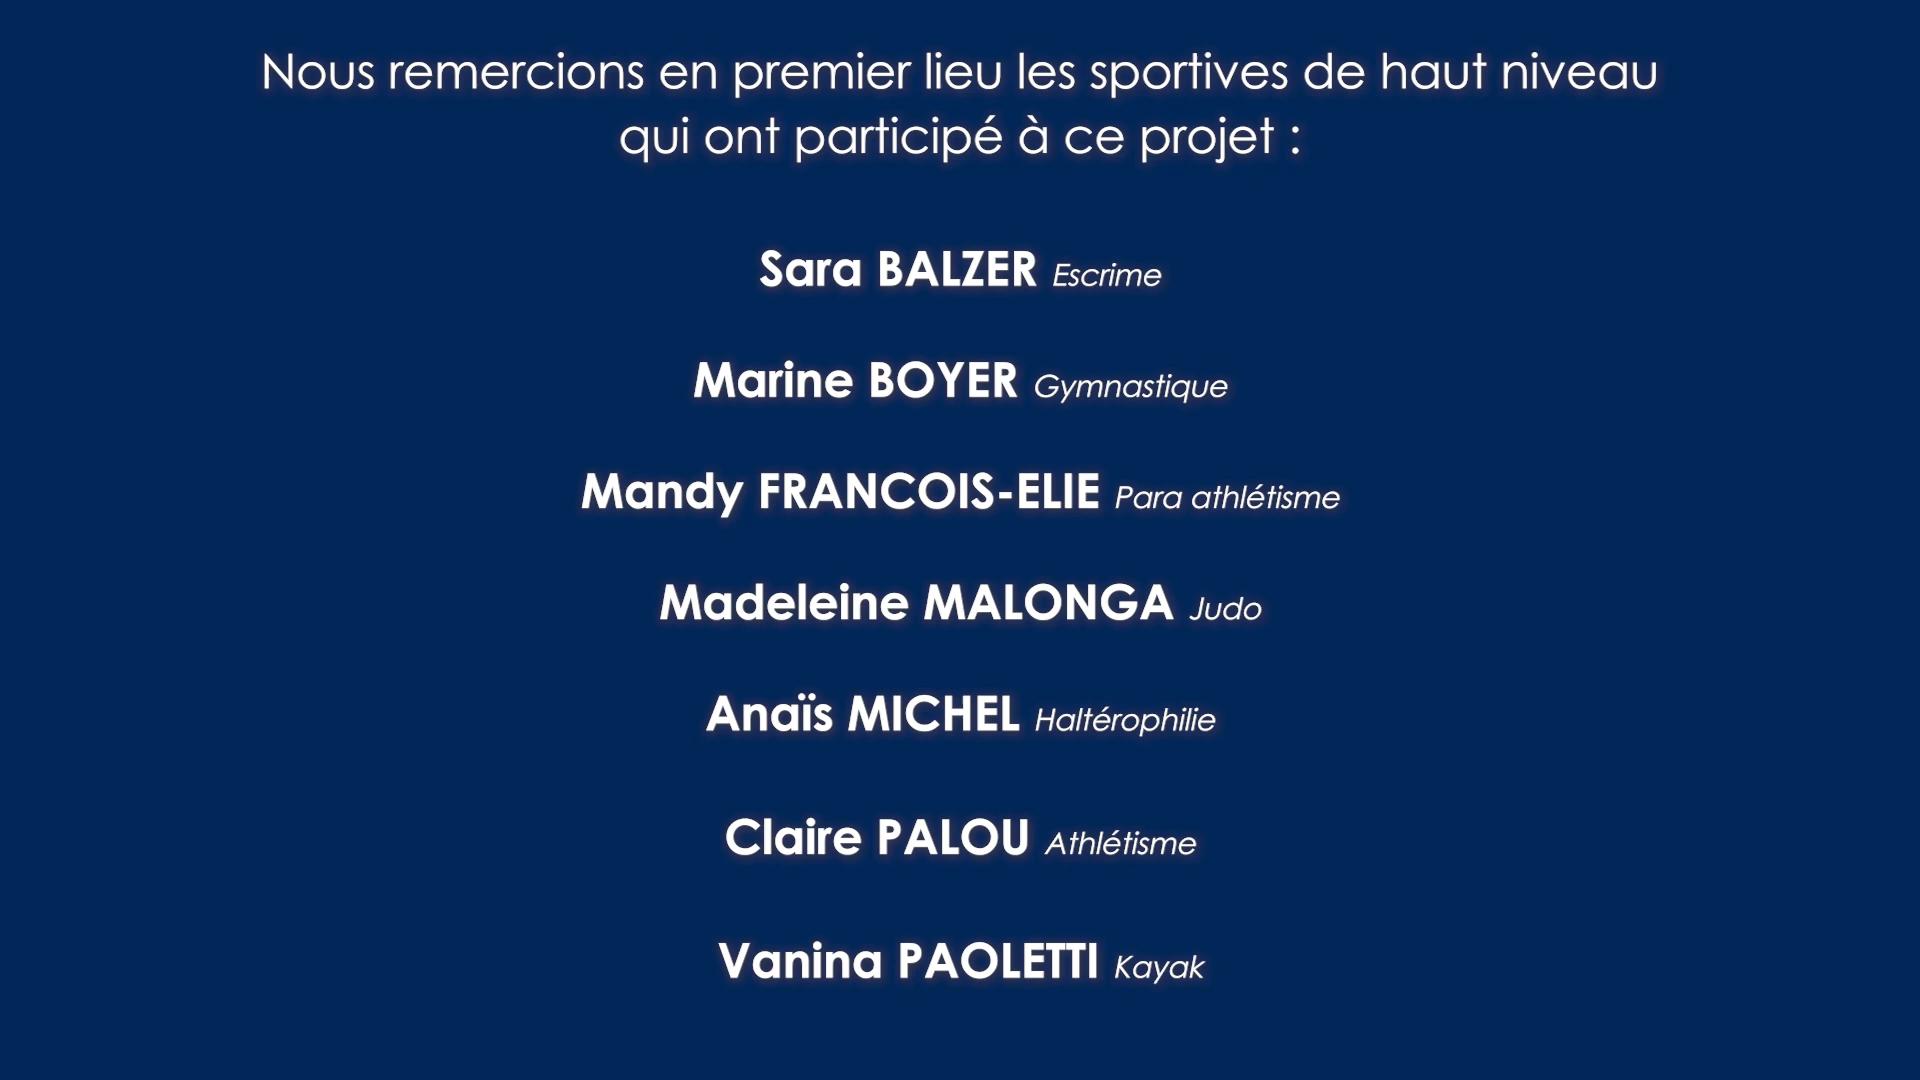 Nous remercions en premier lieu les sportives de haut niveau
qui ont participé à ce projet :
Sara BALZER Escrime
Marine BOYER Gymnastique
Mandy FRANCOIS-ELIE Para athlétisme
Madeleine MALONGA Judo
Anaïs MICHEL Haltérophilie
Claire PALOU Athlétisme
Vanina PAOLETTI Kayak